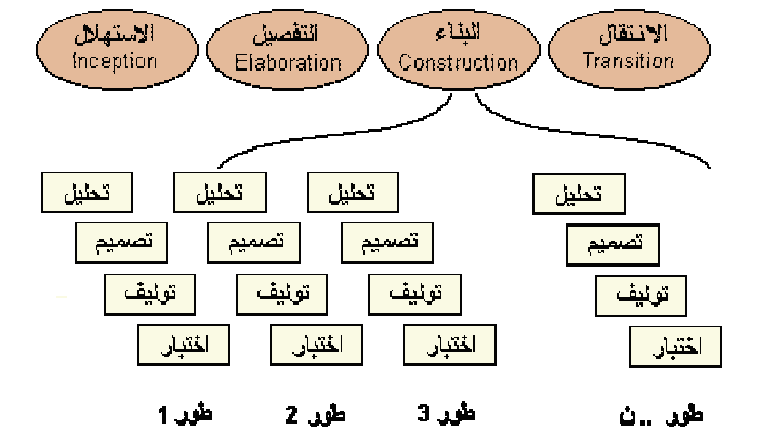 الاستهلال
Inception
التفصيل
Elaboration
البناء
Construction
الانتقال
Transition
تحليل
تصميم
توليف
اختبار
طور 1
تحليل
تصميم
توليف
اختبار
طور 2
تحليل
تصميم
توليف
اختبار
طور 3
تحليل
تصميم
توليف
اختبار
طور ..ن